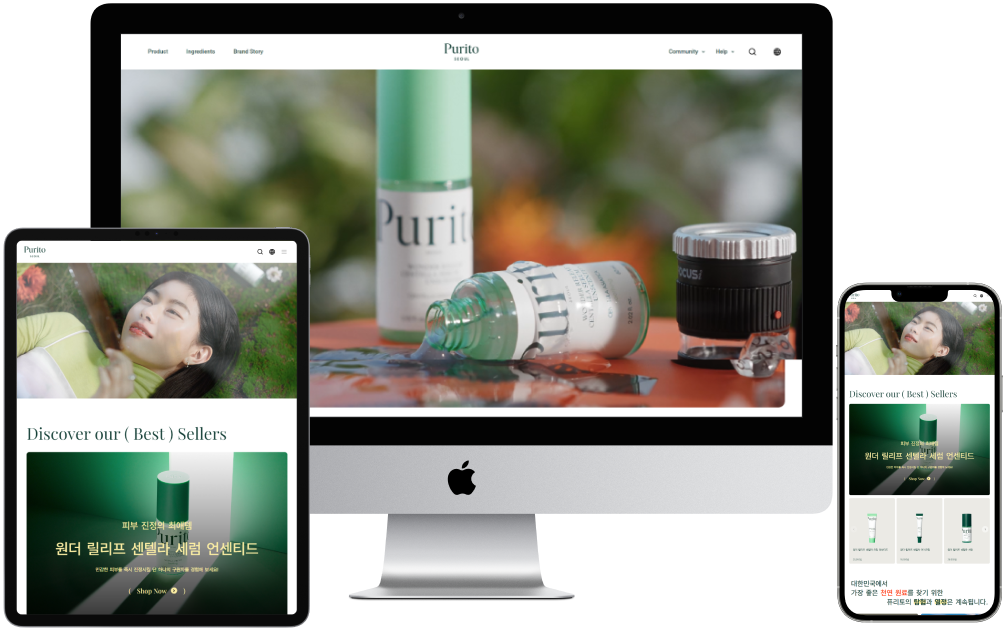 Product Ingredients Brand Story
Purito
SEOUL
Community Help
Purito
Purito
FOCUS
Purito
SEOUL
Discover our ( Best ) Sellers
피부 진정의 최애템
원더 릴리프 센텔라 세럼 언센티드
( Shop Now )
Discover our ( Best ) Sellers
피부 진정의 최애템
원더 릴리프 센텔라 세럼 언센티드
( Shop Now )
대한민국에서
가장 좋은 천연 원료를 찾기 위한
퓨리토의 탐험과 열정은 계속됩니다.